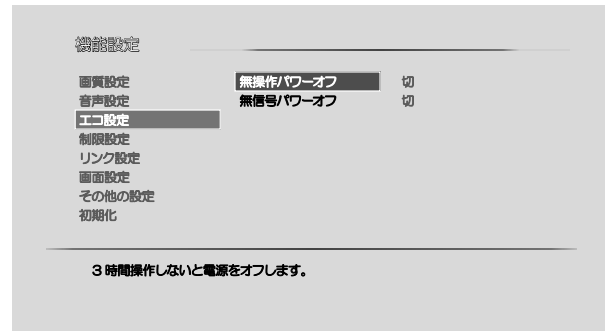 機能設定
画質設定
音声設定
エコ設定
制限設定
リンク設定
画面設定
その他の設定
初期化
無操作パワーオフ 切
無信号パワーオフ 切
3時間操作しないと電源をオフします。